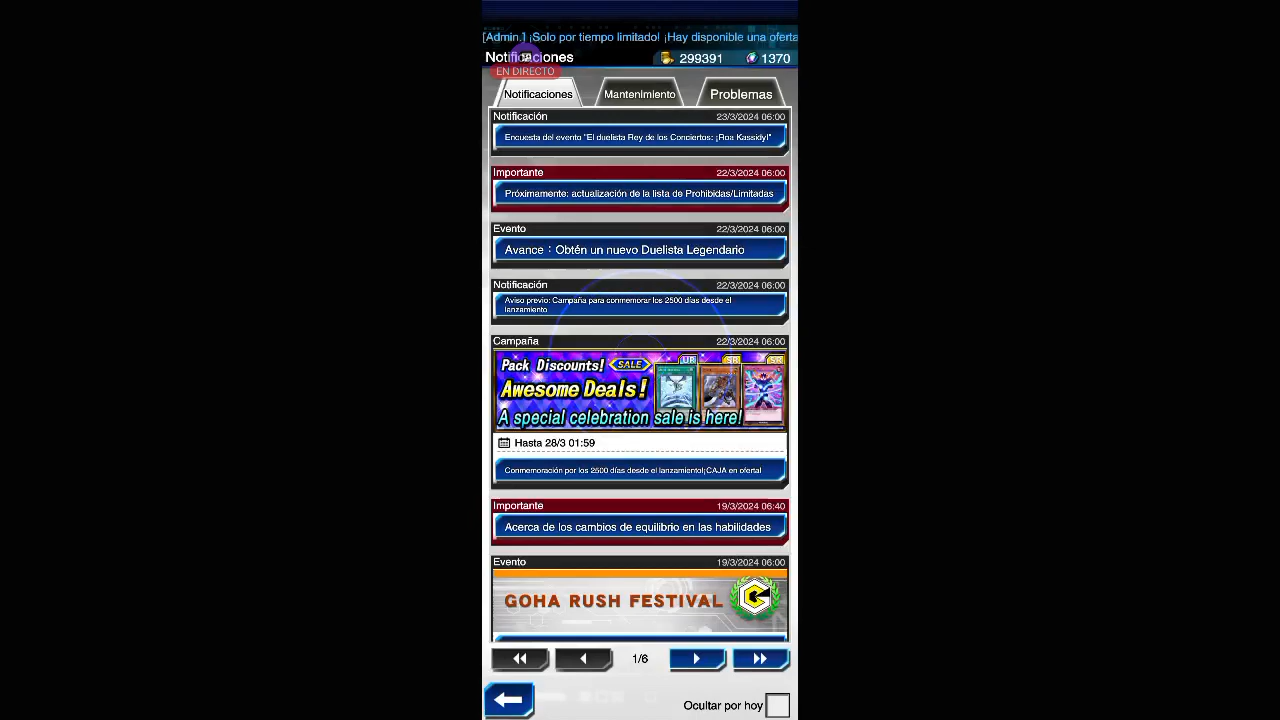 [Admin.] ¡Solo por tiempo limitado! ¡Hay disponible una oferta
Notificaciones 299391 1370
EN DIRECTO
Notificaciones Mantenimiento Problemas
Notificación 23/3/2024 06:00
Encuesta del evento "El duelista Rey de los Conciertos: ¡Roa Kassidy!"
Importante 22/3/2024 06:00
Próximamente: actualización de la lista de Prohibidas/Limitadas
Evento 22/3/2024 06:00
Avance：Obtén un nuevo Duelista Legendario
Notificación 22/3/2024 06:00
Aviso previo: Campaña para conmemorar los 2500 días desde el
lanzamiento
Campaña 22/3/2024 06:00
Pack Discounts! SALE UR SR SR
Awesome Deals!
A special celebration sale is here!
Hasta 28/3 01:59
Conmemoración por los 2500 días desde el lanzamiento!¡CAJA en oferta!
Importante 19/3/2024 06:40
Acerca de los cambios de equilibrio en las habilidades
Evento 19/3/2024 06:00
GOHA RUSH FESTIVAL
1/6
Ocultar por hoy